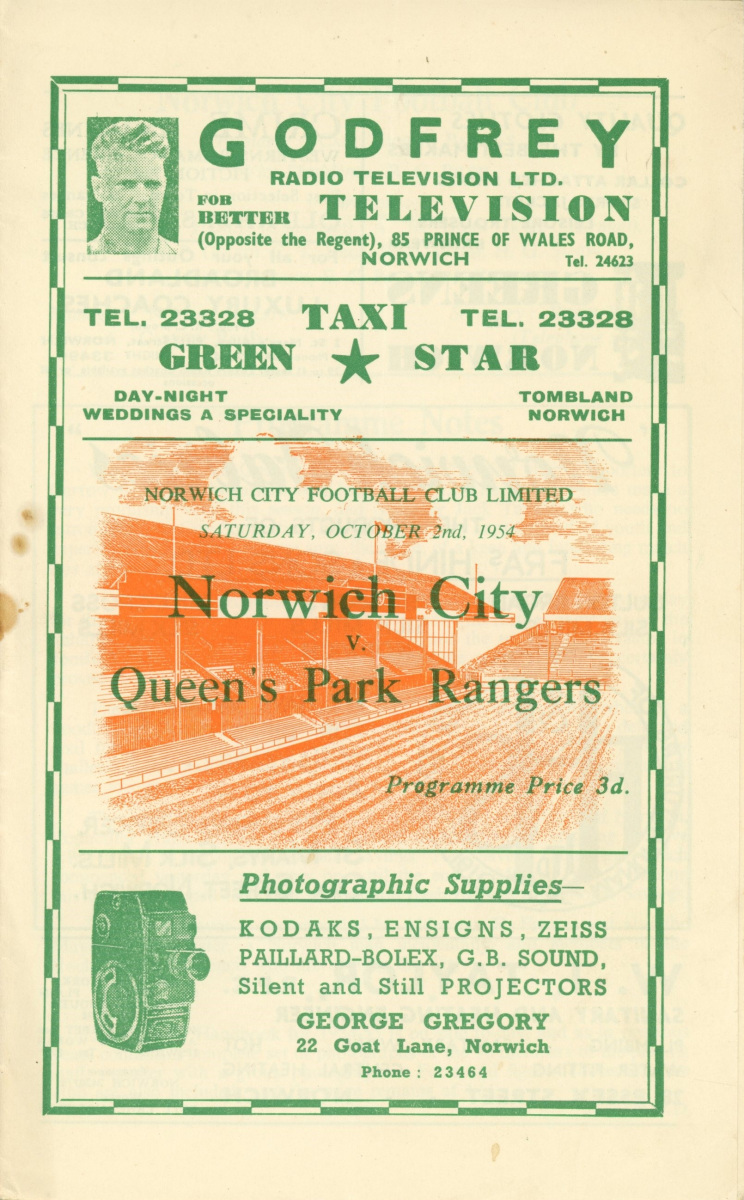 GODFREY
RADIO TELEVISION LTD.
FOR BETTER TELEVISION
(Opposite the Regent), 85 PRINCE OF WALES ROAD,
NORWICH Tel. 24623
TEL. 23328 TAXI TEL. 23328
GREEN STAR
DAY-NIGHT TOMBLAND
WEDDINGS A SPECIALITY NORWICH
NORWICH CITY FOOTBALL CLUB LIMITED
SATURDAY, OCTOBER 2nd, 1954
Norwich City
v.
Queen's Park Rangers
Programme Price 3d.
Photographic Supplies—
KODAKS, ENSIGNS, ZEISS
PAILLARD-BOLEX, G.B. SOUND,
Silent and Still PROJECTORS
GEORGE GREGORY
22 Goat Lane, Norwich
Phone : 23464